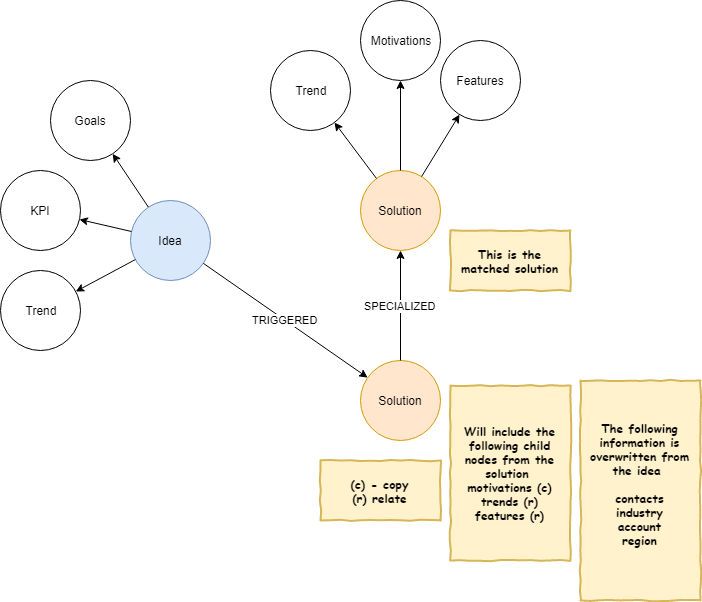 Motivations
Trend
Features
Goals
KPI
Solution
Idea
This is the
matched solution
Trend
SPECIALIZED
TRIGGERED
Solution
(c) - copy
(r) relate
Will include the
following child
nodes from the
solution
motivations (c)
trends (r)
features (r)
The following
information is
overwritten from
the idea
contacts
industry
account
region